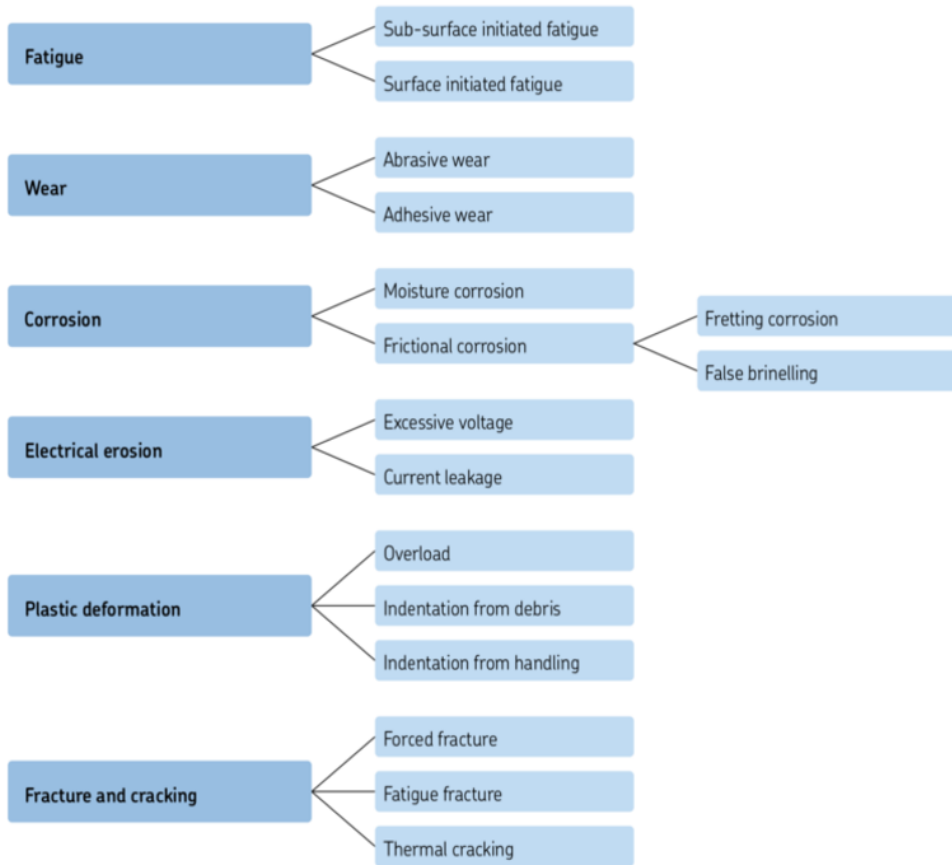 Fatigue
Sub-surface initiated fatigue
Surface initiated fatigue
Wear
Abrasive wear
Adhesive wear
Corrosion
Moisture corrosion
Frictional corrosion
Fretting corrosion
False brinelling
Electrical erosion
Excessive voltage
Current leakage
Plastic deformation
Overload
Indentation from debris
Indentation from handling
Fracture and cracking
Forced fracture
Fatigue fracture
Thermal cracking